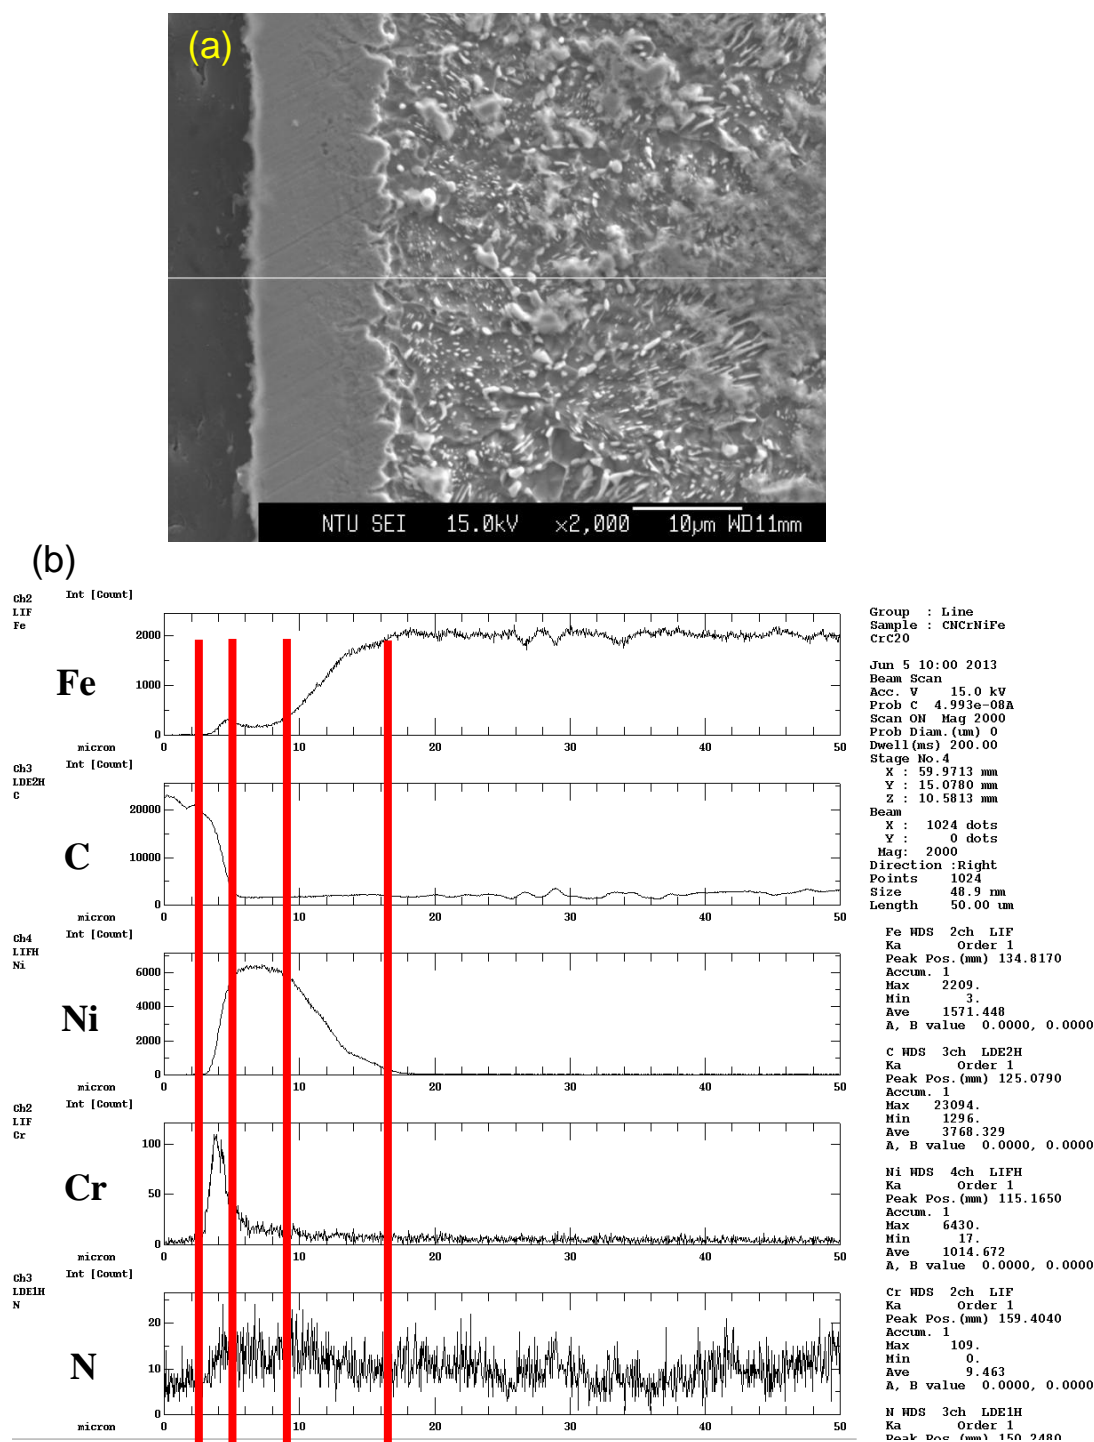 (a)
NTU SEI 15.0kV ×2,000 10μm WD11mm
(b)
Ch2 Int [Count]
LIF
Fe
2000
1000
0
Fe
0 10 20 30 40 50
micron
Ch3 Int [Count]
LDE2H
C
20000
10000
0
C
0 10 20 30 40 50
micron
Ch4 Int [Count]
LIFH
Ni
6000
4000
2000
0
Ni
0 10 20 30 40 50
micron
Ch2 Int [Count]
LIF
Cr
100
50
0
Cr
0 10 20 30 40 50
micron
Ch3 Int [Count]
LDE1H
N
20
10
0
N
0 10 20 30 40 50
micron
Group : Line
Sample : CNCrNiFe
CrC20
Jun 5 10:00 2013
Beam Scan
Acc. V 15.0 kV
Prob C 4.993e-08A
Scan ON Mag 2000
Prob Diam.(um) 0
Dwell(ms) 200.00
Stage No.4
X : 59.9713 mm
Y : 15.0780 mm
Z : 10.5813 mm
Beam
X : 1024 dots
Y : 0 dots
Mag: 2000
Direction :Right
Points 1024
Size 48.9 nm
Length 50.00 um
Fe WDS 2ch LIF
Ka Order 1
Peak Pos.(mm) 134.8170
Accum. 1
Max 2209.
Min 3.
Ave 1571.448
A, B value 0.0000, 0.0000
C WDS 3ch LDE2H
Ka Order 1
Peak Pos.(mm) 125.0790
Accum. 1
Max 23094.
Min 1296.
Ave 3768.329
A, B value 0.0000, 0.0000
Ni WDS 4ch LIFH
Ka Order 1
Peak Pos.(mm) 115.1650
Accum. 1
Max 6430.
Min 17.
Ave 1014.672
A, B value 0.0000, 0.0000
Cr WDS 2ch LIF
Ka Order 1
Peak Pos.(mm) 159.4040
Accum. 1
Max 109.
Min 0.
Ave 9.463
A, B value 0.0000, 0.0000
N WDS 3ch LDE1H
Ka Order 1
Peak Pos.(mm) 150.2480